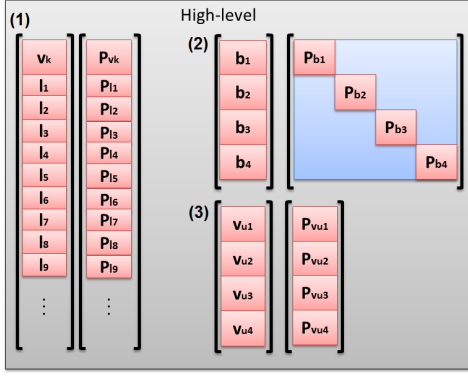 High-level
(1)
vk
l1
l2
l3
l4
l5
l6
l7
l8
l9
⋮
Pvk
Pl1
Pl2
Pl3
Pl4
Pl5
Pl6
Pl7
Pl8
Pl9
⋮
(2)
b1
b2
b3
b4
Pb1
Pb2
Pb3
Pb4
(3)
vu1
vu2
vu3
vu4
Pvu1
Pvu2
Pvu3
Pvu4